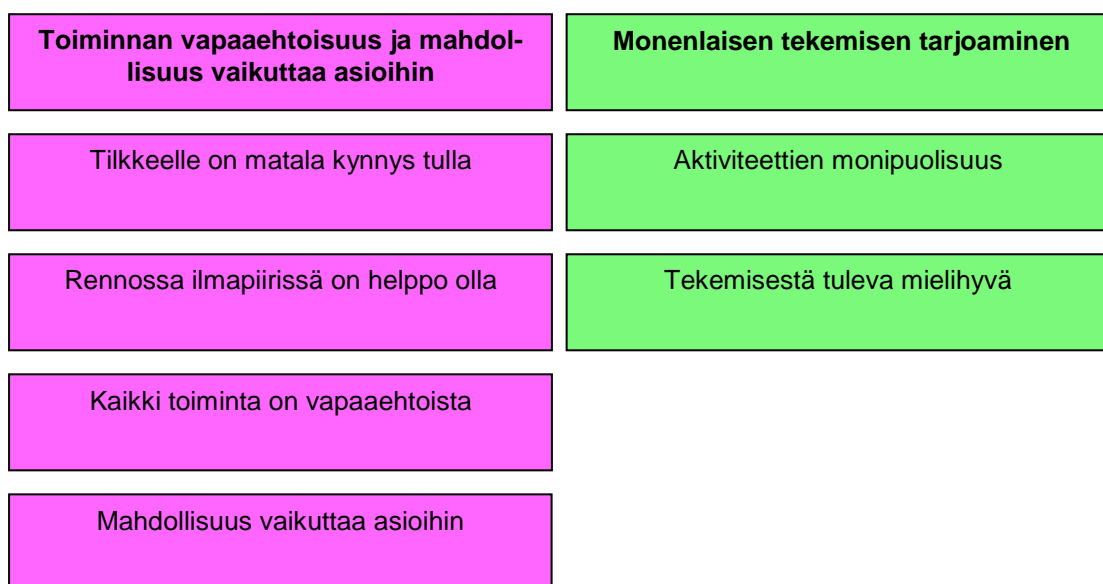 Toiminnan vapaaehtoisuus ja mahdol-
lisuus vaikuttaa asioihin
Tilkkeelle on matala kynnys tulla
Rennossa ilmapiirissä on helppo olla
Kaikki toiminta on vapaaehtoista
Mahdollisuus vaikuttaa asioihin
Monenlaisen tekemisen tarjoaminen
Aktiviteettien monipuolisuus
Tekemisestä tuleva mielihyvä